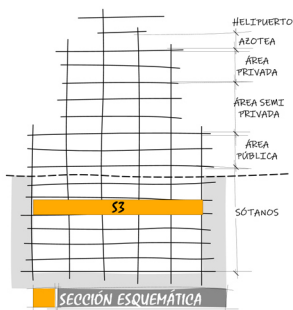 HELIPUERTO
AZOTEA
ÁREA
PRIVADA
ÁREA SEMI
PRIVADA
ÁREA
PÚBLICA
S3
SÓTANOS
SECCIÓN ESQUEMÁTICA